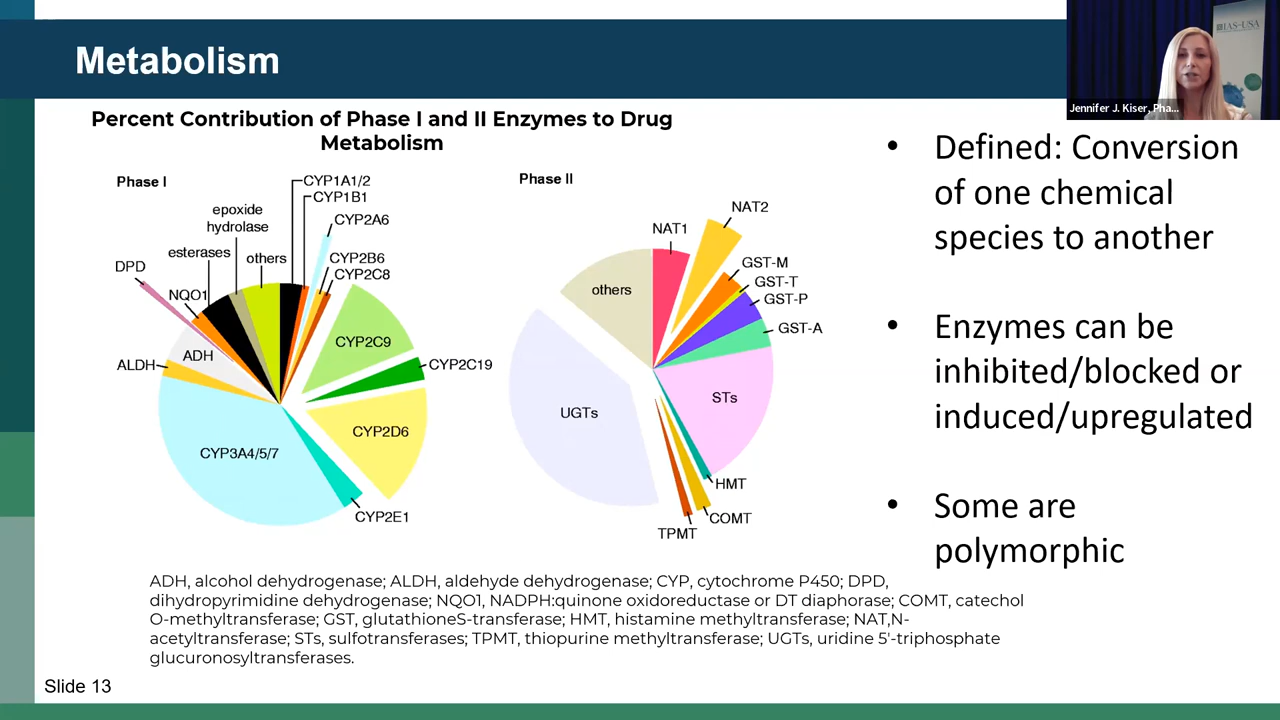 Metabolism
IAS-USA
Jennifer J. Kiser, Pha...
Percent Contribution of Phase I and II Enzymes to Drug
Metabolism
Phase I
CYP1A1/2
CYP1B1
CYP2A6
epoxide
hydrolase
esterases
others
DPD
NQO1
CYP2B6
CYP2C8
ADH
CYP2C9
ALDH
CYP2C19
CYP2D6
CYP3A4/5/7
CYP2E1
Phase II
NAT2
NAT1
GST-M
GST-T
GST-P
GST-A
others
UGTs
STs
HMT
COMT
TPMT
• Defined: Conversion
of one chemical
species to another
• Enzymes can be
inhibited/blocked or
induced/upregulated
• Some are
polymorphic
ADH, alcohol dehydrogenase; ALDH, aldehyde dehydrogenase; CYP, cytochrome P450; DPD,
dihydropyrimidine dehydrogenase; NQO1, NADPH:quinone oxidoreductase or DT diaphorase; COMT, catechol
O-methyltransferase; GST, glutathioneS-transferase; HMT, histamine methyltransferase; NAT,N-
acetyltransferase; STs, sulfotransferases; TPMT, thiopurine methyltransferase; UGTs, uridine 5'-triphosphate
glucuronosyltransferases.
Slide 13